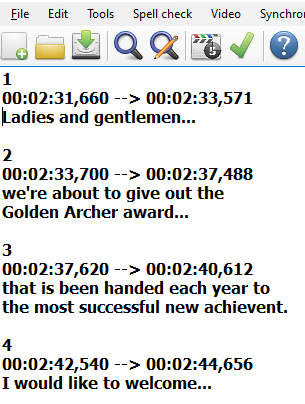 File Edit Tools Spell check Video Synchro
1
00:02:31,660 --> 00:02:33,571
Ladies and gentlemen...
2
00:02:33,700 --> 00:02:37,488
we're about to give out the
Golden Archer award...
3
00:02:37,620 --> 00:02:40,612
that is been handed each year to
the most successful new achievent.
4
00:02:42,540 --> 00:02:44,656
I would like to welcome...